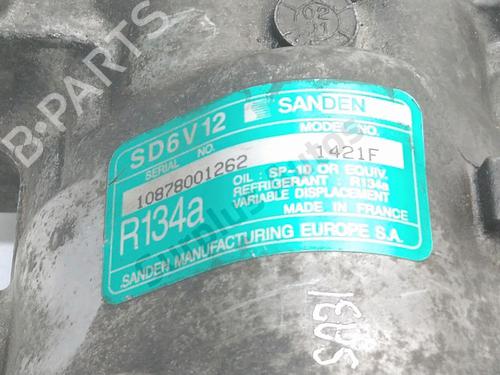 02
SD6V12 SANDEN
SERIAL NO. MODEL NO.
10878001262 1421F
R134a
OIL : SP-10 OR EQUIV.
REFRIGERANT : R134a
VARIABLE DISPLACEMENT
MADE IN FRANCE
SANDEN MANUFACTURING EUROPE S.A.
B-PARTS